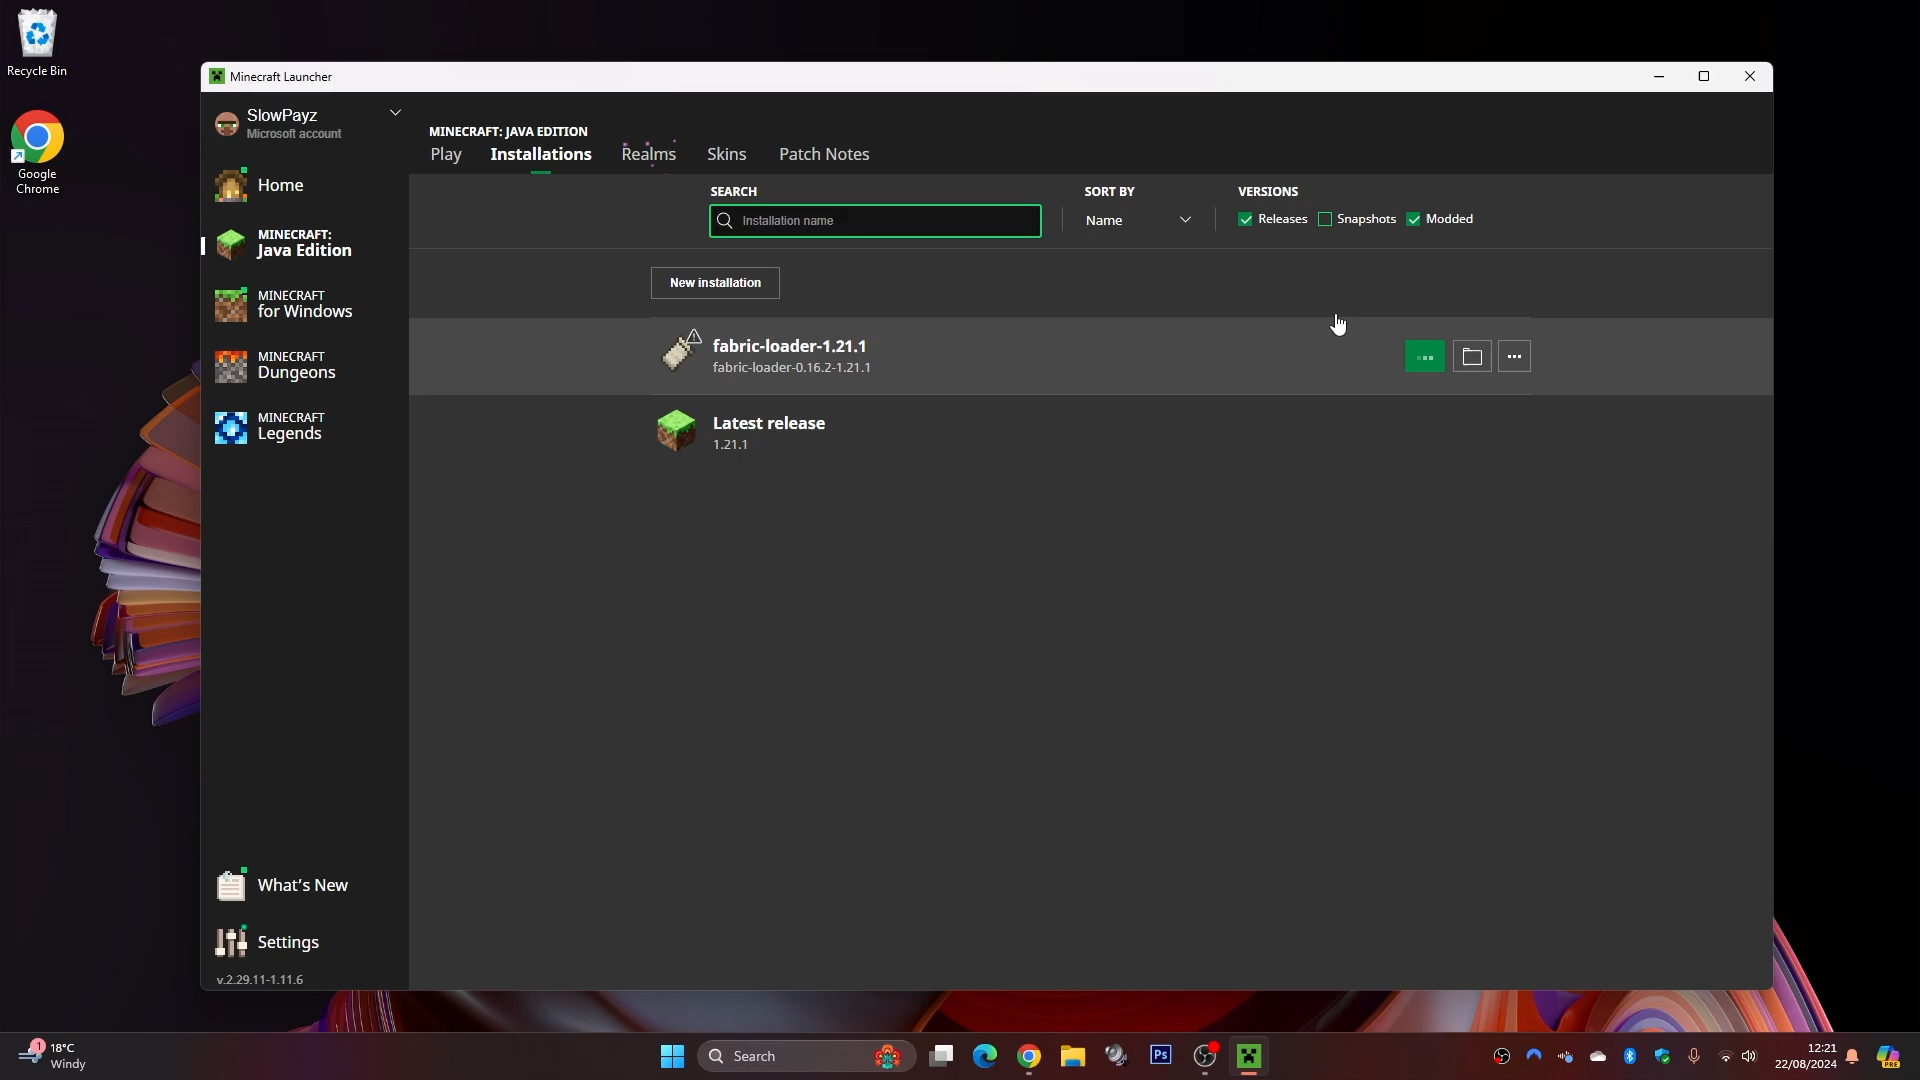 Recycle Bin
Google
Chrome
Minecraft Launcher
SlowPayz
Microsoft account
Home
MINECRAFT:
Java Edition
MINECRAFT
for Windows
MINECRAFT
Dungeons
MINECRAFT
Legends
What's New
Settings
v.2.29.11-1.11.6
MINECRAFT: JAVA EDITION
Play Installations Realms Skins Patch Notes
SEARCH
Installation name
SORT BY
Name
VERSIONS
Releases Snapshots Modded
New installation
fabric-loader-1.21.1
fabric-loader-0.16.2-1.21.1
Latest release
1.21.1
1
18°C
Windy
Search
Ps
12:21
22/08/2024
PRE